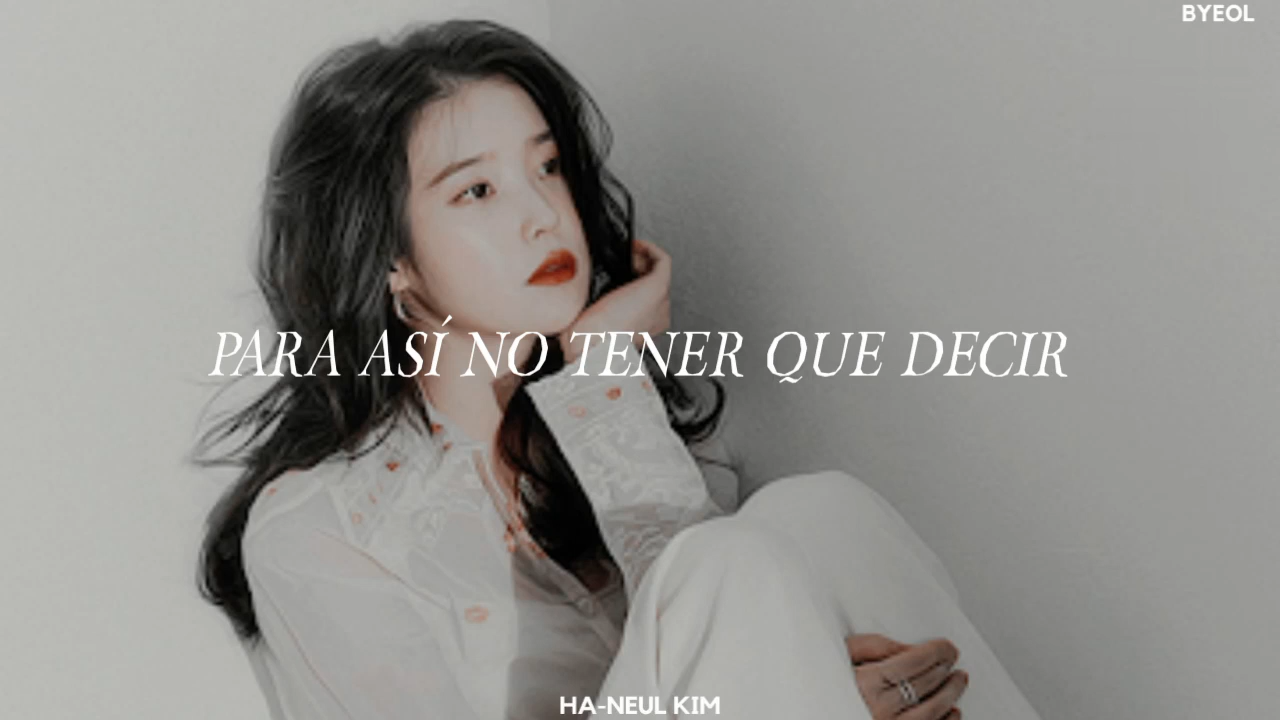 BYEOL
PARA ASÍ NO TENER QUE DECIR
HA-NEUL KIM